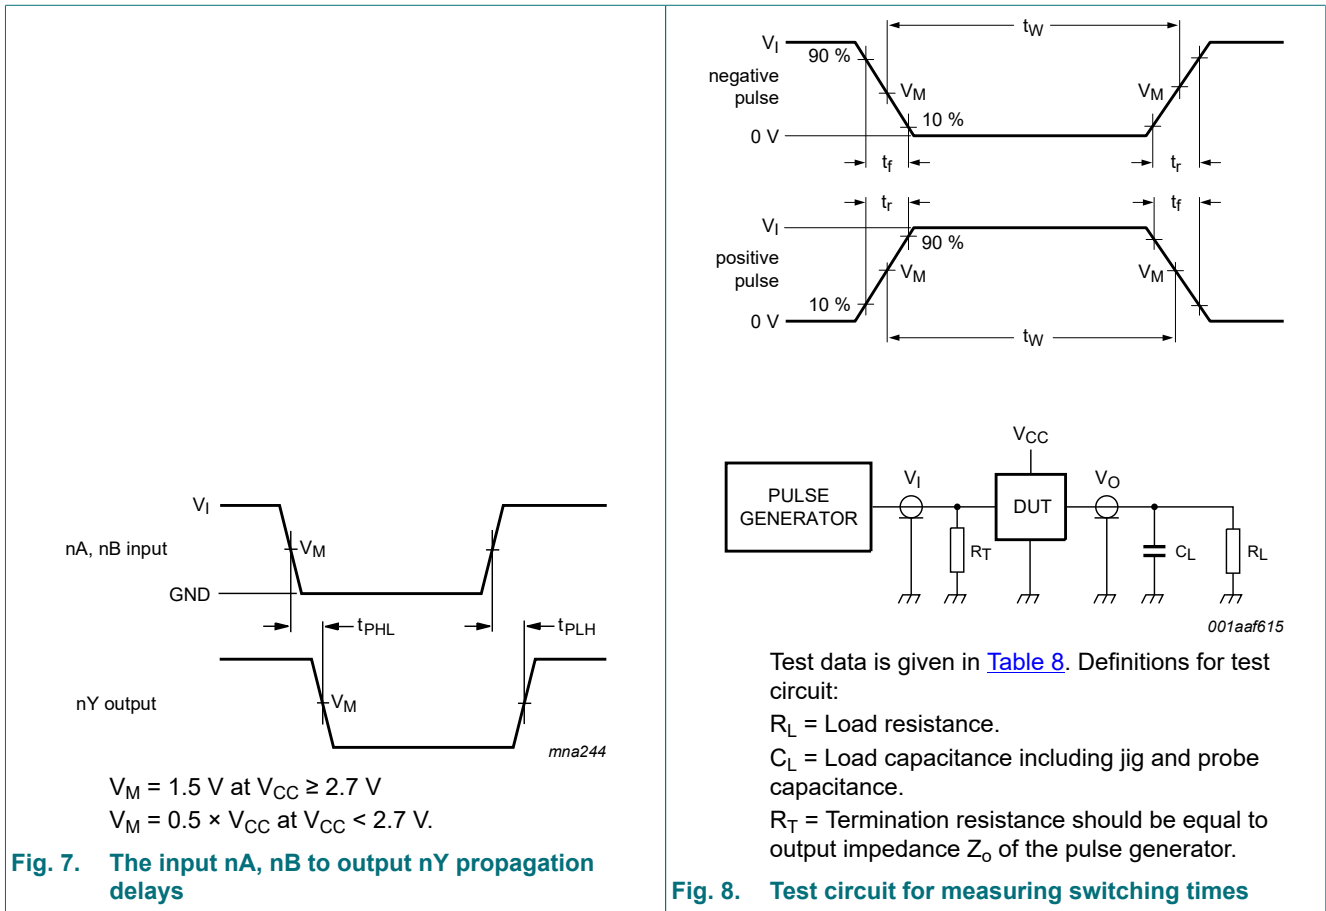 V_I
nA, nB input
V_M
GND
t_PHL
t_PLH
nY output
V_M
mna244
V_M = 1.5 V at V_CC ≥ 2.7 V
V_M = 0.5 × V_CC at V_CC < 2.7 V.
Fig. 7. The input nA, nB to output nY propagation
delays
t_W
V_I
90 %
negative
pulse
V_M
V_M
10 %
0 V
t_f
t_r
t_r
t_f
V_I
90 %
positive
pulse
V_M
V_M
10 %
0 V
t_W
V_CC
PULSE
GENERATOR
V_I
DUT
V_O
R_T
C_L
R_L
001aaf615
Test data is given in Table 8. Definitions for test
circuit:
R_L = Load resistance.
C_L = Load capacitance including jig and probe
capacitance.
R_T = Termination resistance should be equal to
output impedance Z_o of the pulse generator.
Fig. 8. Test circuit for measuring switching times